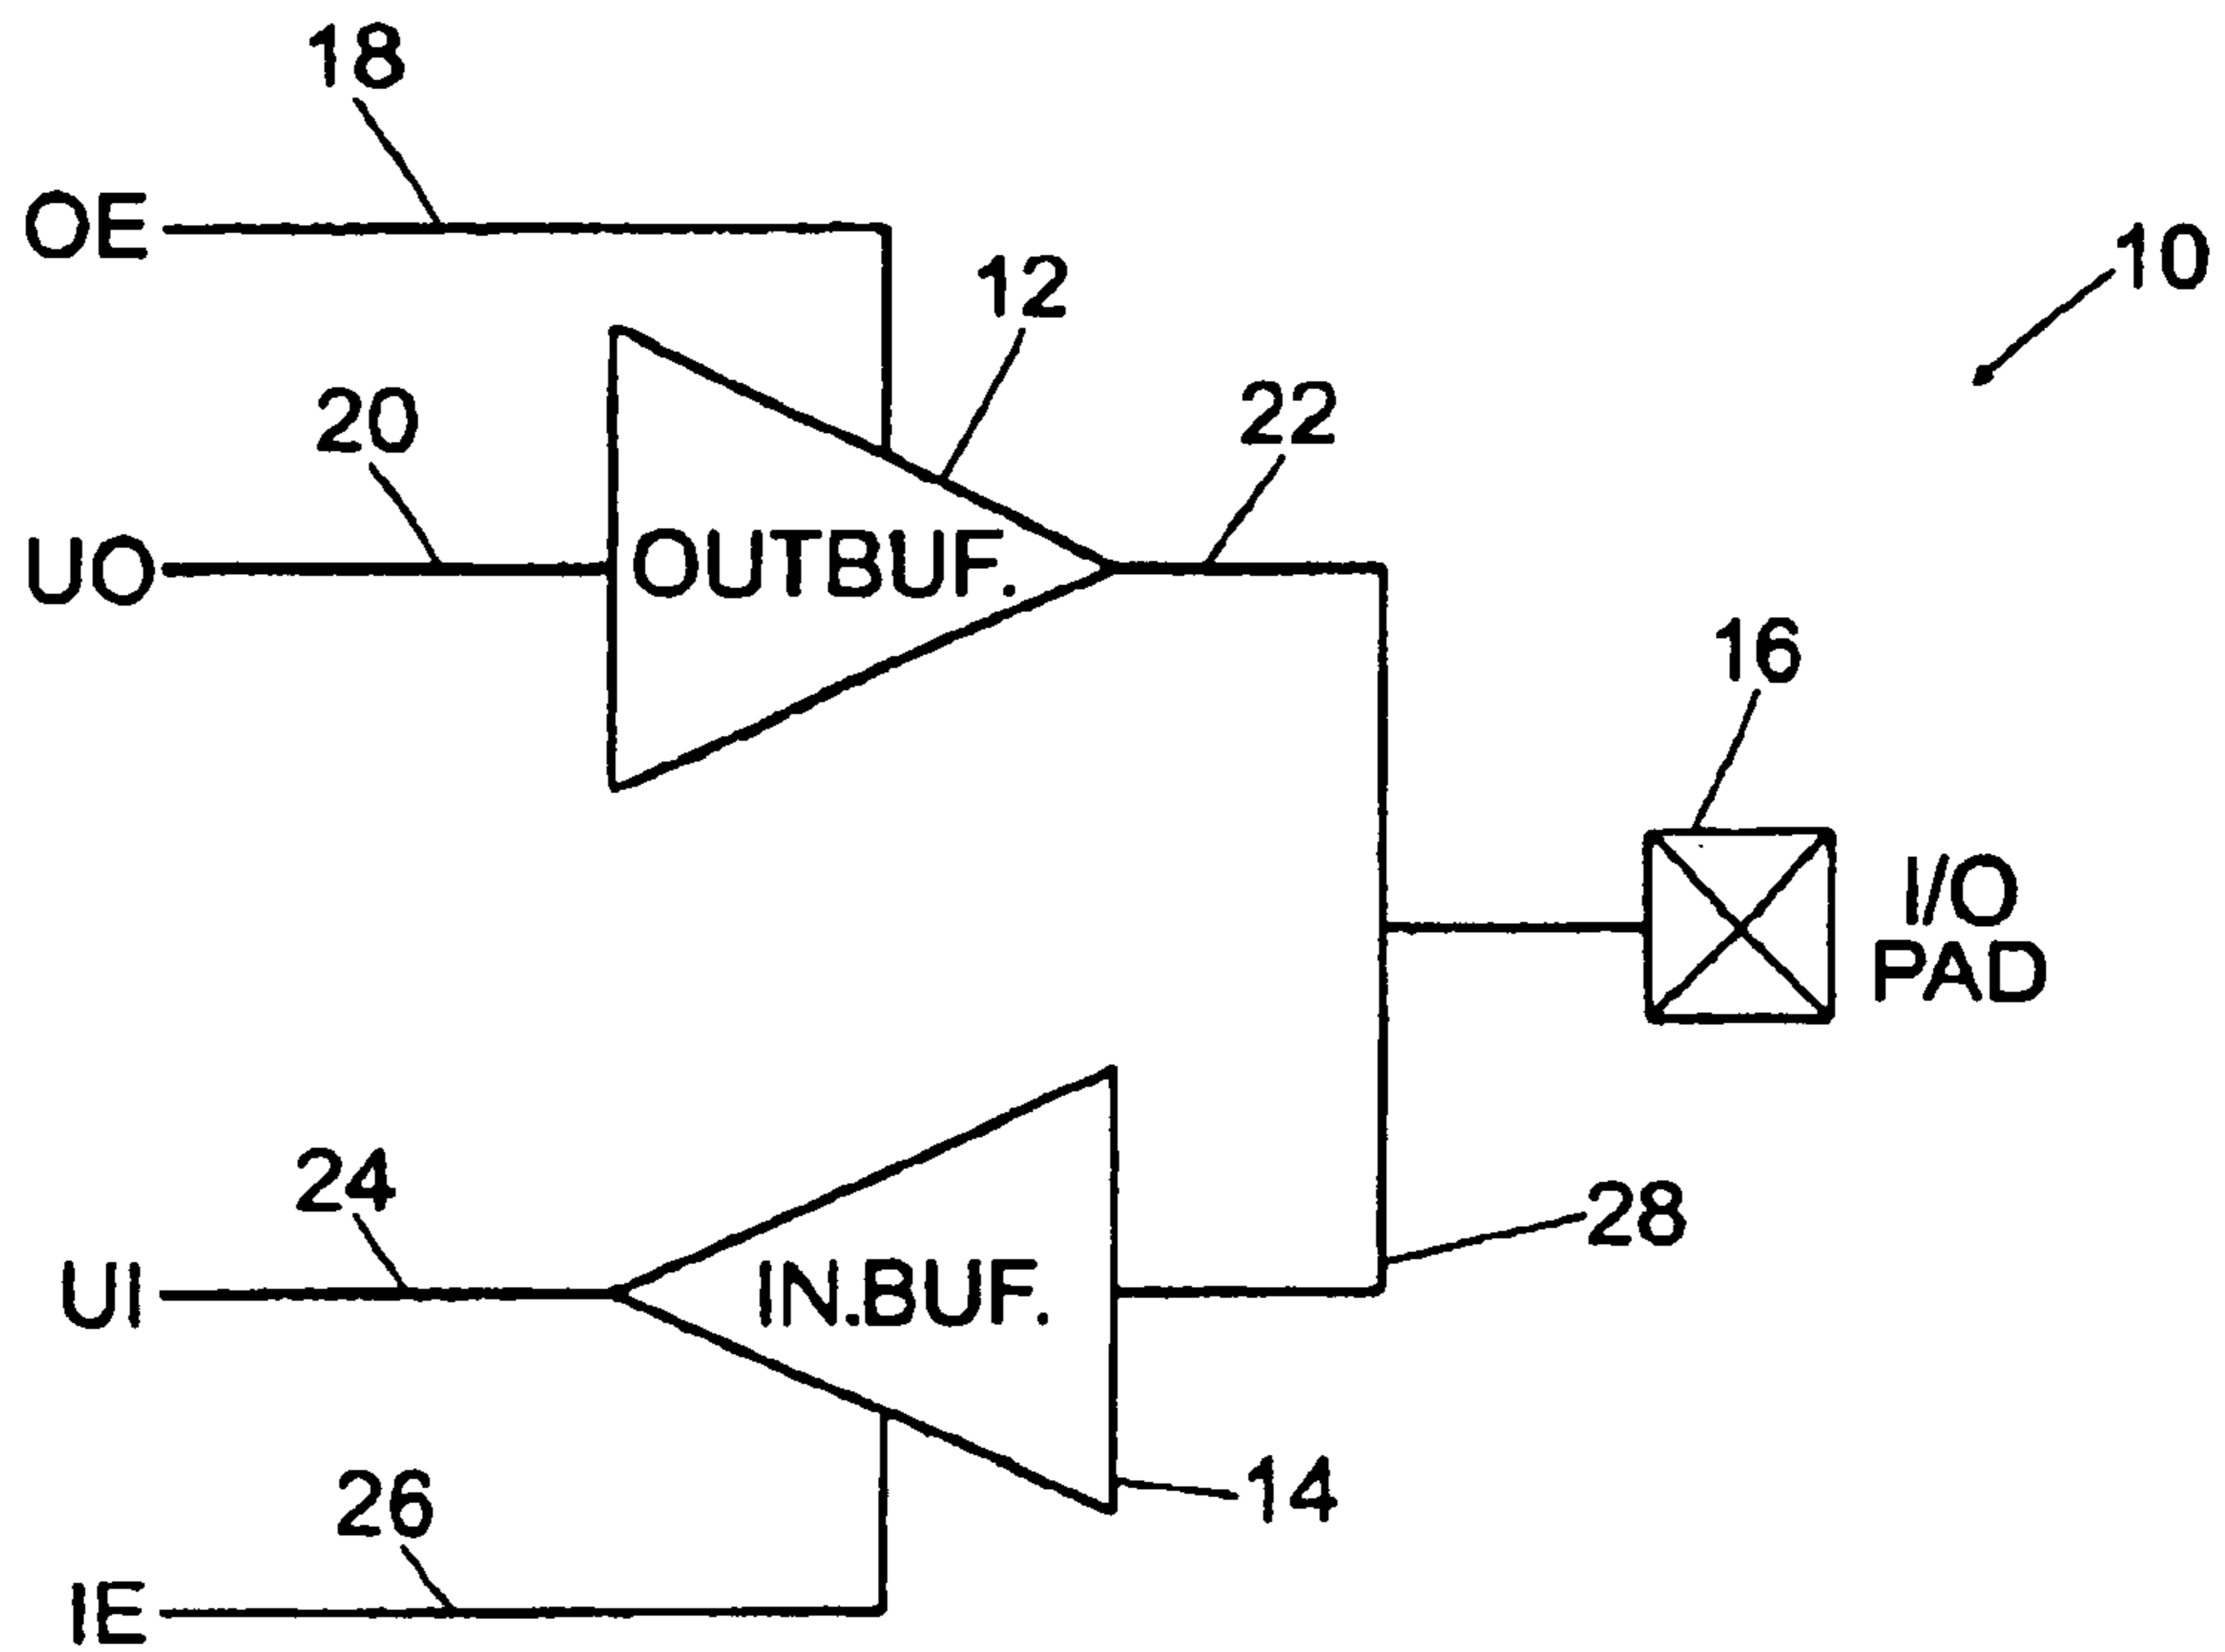 18
OE
10
12
20
22
UO
OUTBUF.
16
I/O
PAD
24
28
UI
IN.BUF.
26
14
IE